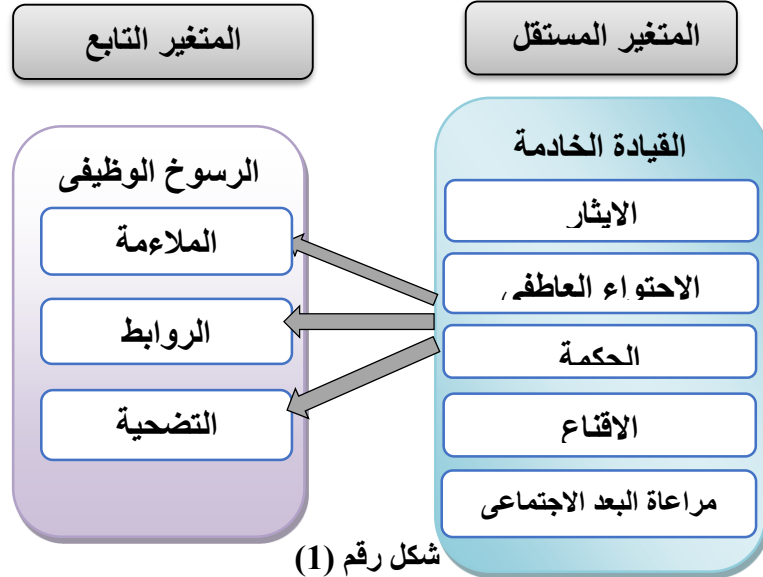 المتغير المستقل
المتغير التابع
القيادة الخادمة
الايثار
الاحتواء العاطفى
الحكمة
الاقناع
مراعاة البعد الاجتماعى
الرسوخ الوظيفى
الملاءمة
الروابط
التضحية
شكل رقم (1)